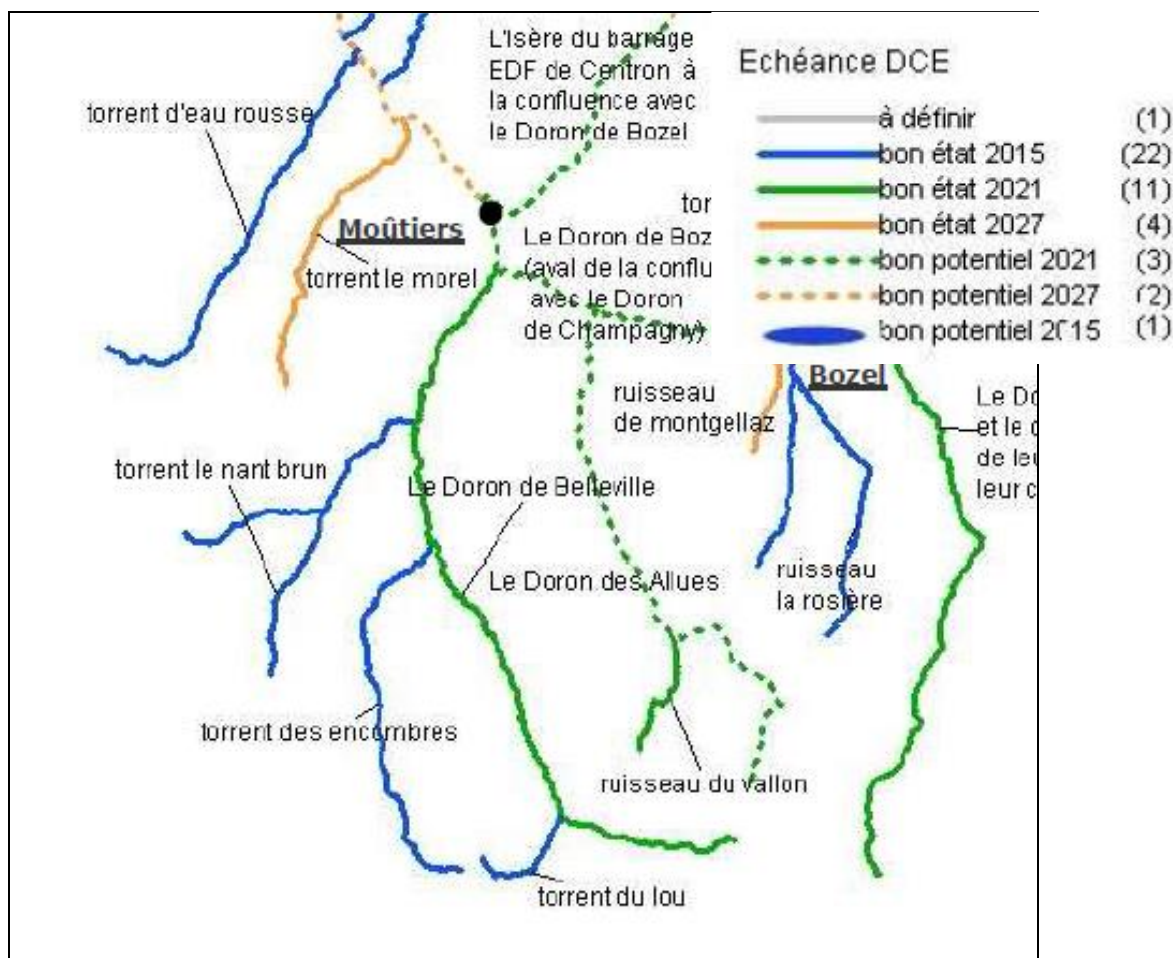 L'Isère du barrage
EDF de Centron à
la confluence avec
le Doron de Bozel
Echéance DCE
à définir (1)
bon état 2015 (22)
bon état 2021 (11)
bon état 2027 (4)
bon potentiel 2021 (3)
bon potentiel 2027 (2)
bon potentiel 2015 (1)
torrent d'eau rousse
tor
Moûtiers
Le Doron de Boz
(aval de la conflu
avec le Doron
de Champagny)
torrent le morel
Bozel
ruisseau
de montgellaz
Le Do
et le d
de leu
leur c
torrent le nant brun
Le Doron de Belleville
Le Doron des Allues
ruisseau
la rosière
torrent des encombres
ruisseau du vallon
torrent du lou